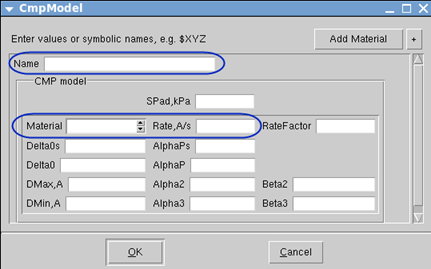 CmpModel
Enter values or symbolic names, e.g. $XYZ Add Material +
Name
CMP model
SPad,kPa
Material Rate,A/s RateFactor
Delta0s AlphaPs
Delta0 AlphaP
DMax,A Alpha2 Beta2
DMin,A Alpha3 Beta3
OK Cancel